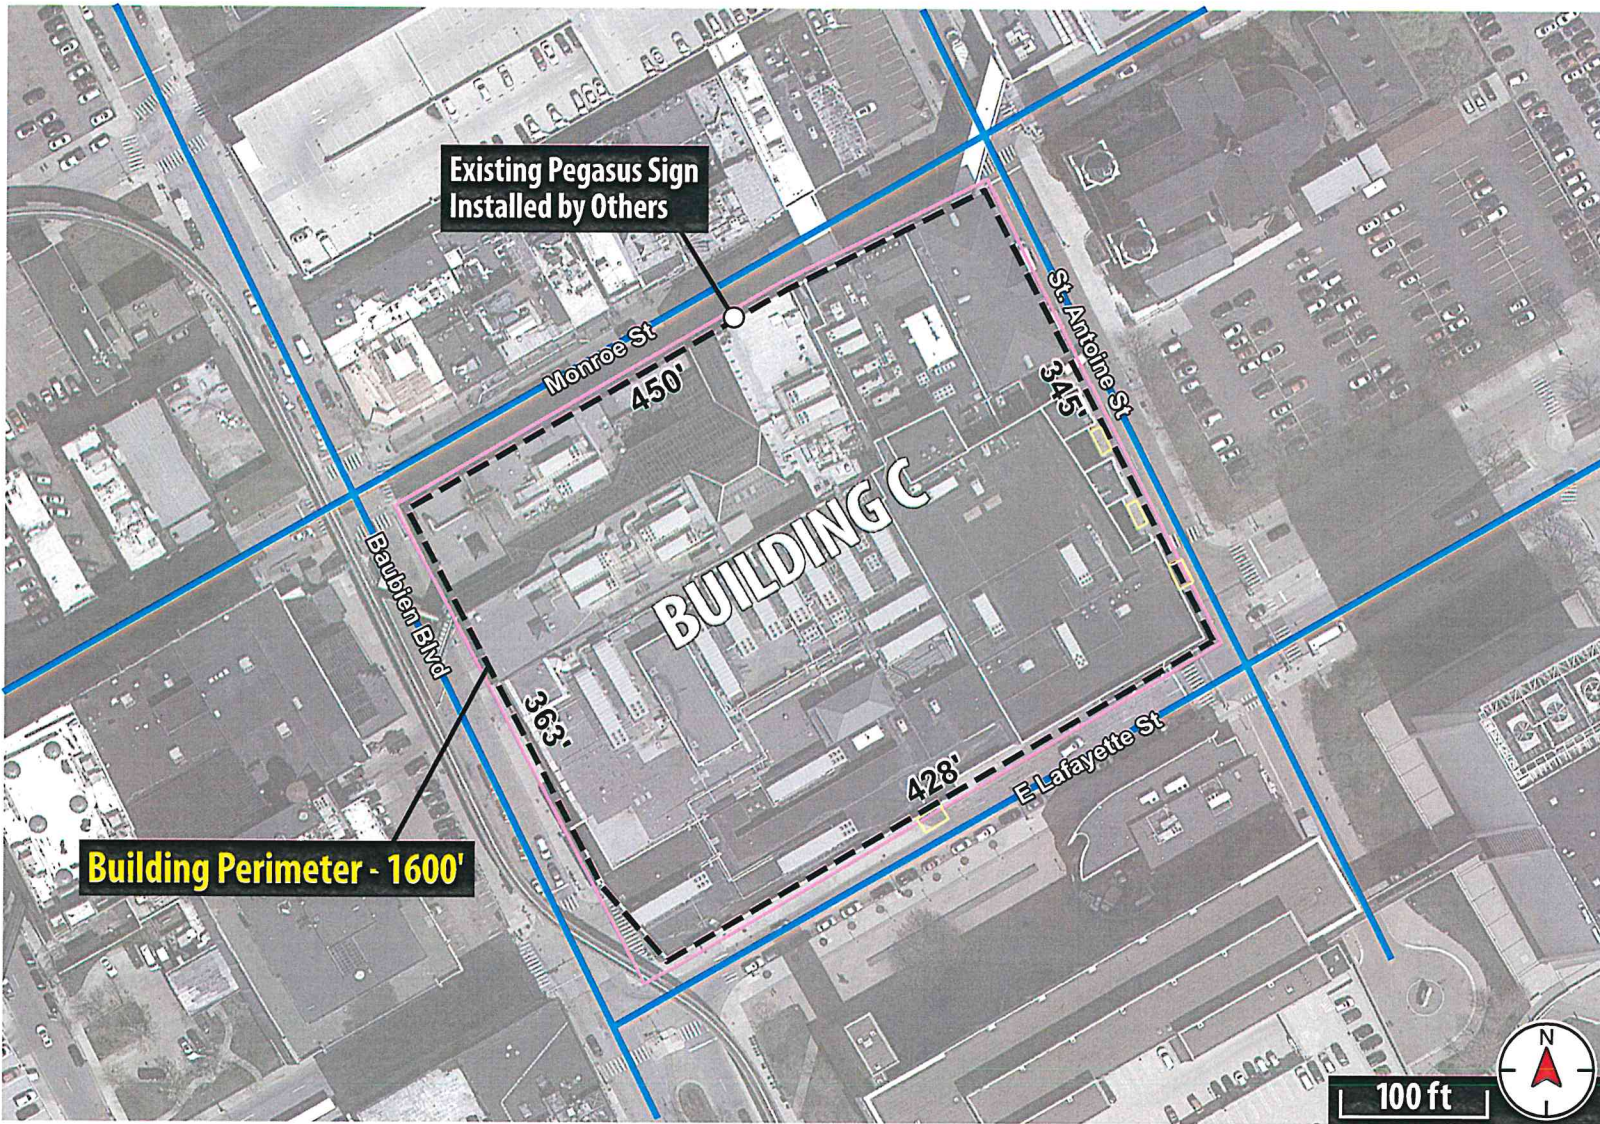 Existing Pegasus Sign
Installed by Others
Monroe St
450'
St. Antoine St
345'
BUILDING C
Baubien Blvd
363'
428'
E Lafayette St
Building Perimeter - 1600'
N
100 ft